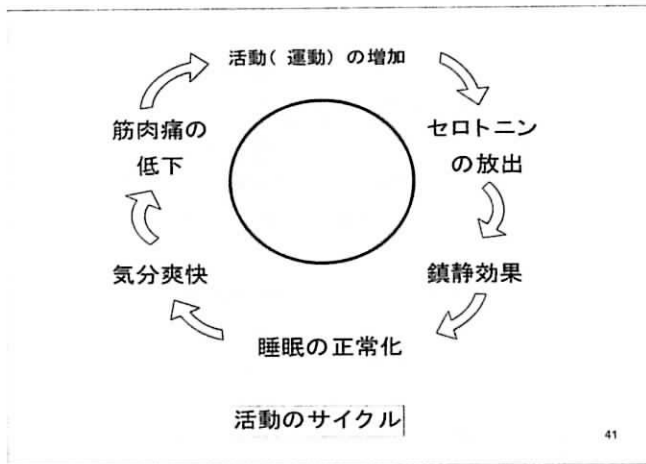 活動( 運動) の増加
セロトニン
の放出
鎮静効果
睡眠の正常化
気分爽快
筋肉痛の
低下
活動のサイクル
41